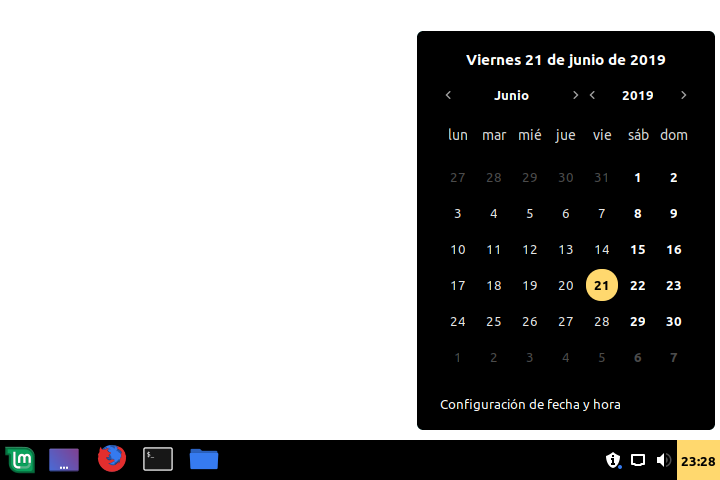 Viernes 21 de junio de 2019
Junio 2019
lun mar mié jue vie sáb dom
27 28 29 30 31 1 2
3 4 5 6 7 8 9
10 11 12 13 14 15 16
17 18 19 20 21 22 23
24 25 26 27 28 29 30
1 2 3 4 5 6 7
Configuración de fecha y hora
lm ... $_ 23:28